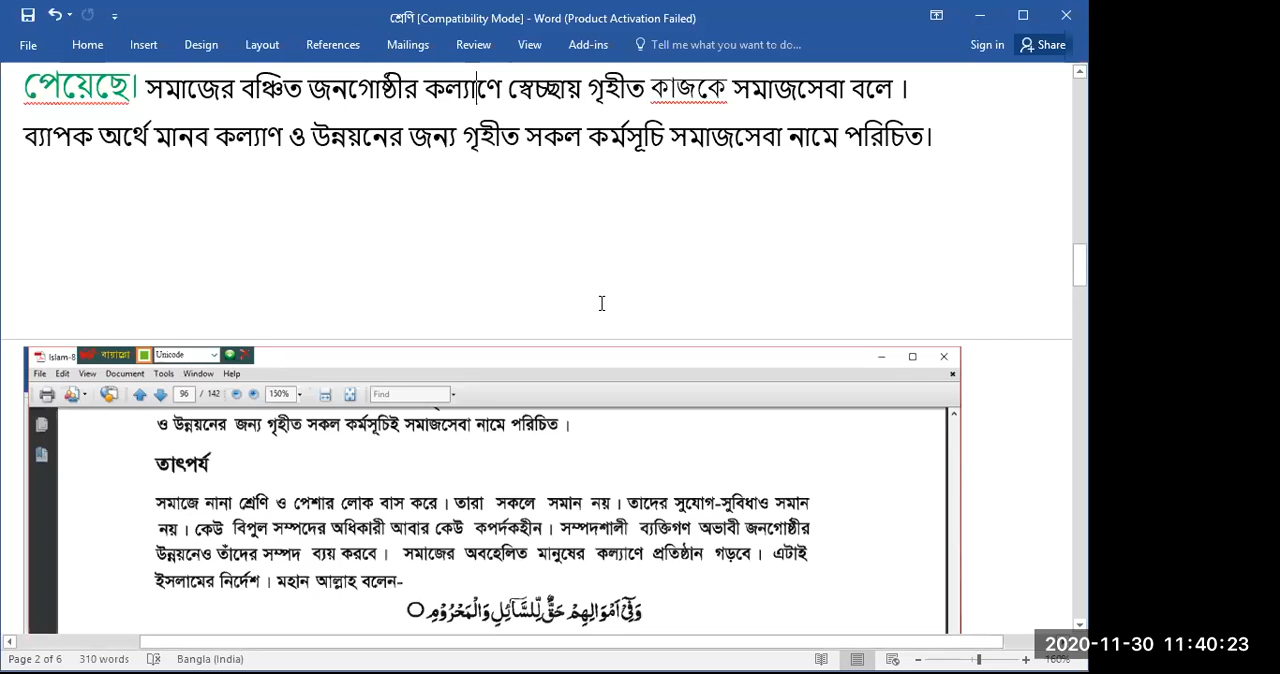 শ্রেণি [Compatibility Mode] - Word (Product Activation Failed)
File Home Insert Design Layout References Mailings Review View Add-ins Tell me what you want to do... Sign in Share
পেয়েছে। সমাজের বঞ্চিত জনগোষ্ঠীর কল্যাণে স্বেচ্ছায় গৃহীত কাজকে সমাজসেবা বলে ।
ব্যাপক অর্থে মানব কল্যাণ ও উন্নয়নের জন্য গৃহীত সকল কর্মসূচি সমাজসেবা নামে পরিচিত।
Islam-8 বায়ান্নো Unicode
File Edit View Document Tools Window Help
96 / 142 150% Find
ও উন্নয়নের জন্য গৃহীত সকল কর্মসূচিই সমাজসেবা নামে পরিচিত ।
তাৎপর্য
সমাজে নানা শ্রেণি ও পেশার লোক বাস করে । তারা সকলে সমান নয় । তাদের সুযোগ-সুবিধাও সমান
নয় । কেউ বিপুল সম্পদের অধিকারী আবার কেউ কপর্দকহীন । সম্পদশালী ব্যক্তিগণ অভাবী জনগোষ্ঠীর
উন্নয়নেও তাঁদের সম্পদ ব্যয় করবে । সমাজের অবহেলিত মানুষের কল্যাণে প্রতিষ্ঠান গড়বে । এটাই
ইসলামের নির্দেশ । মহান আল্লাহ বলেন-
وَفِيْٓ اَمْوَالِهِمْ حَقٌّ لِّلسَّآئِلِ وَالْمَحْرُوْمِ ○
2020-11-30 11:40:23
Page 2 of 6 310 words Bangla (India) 160%